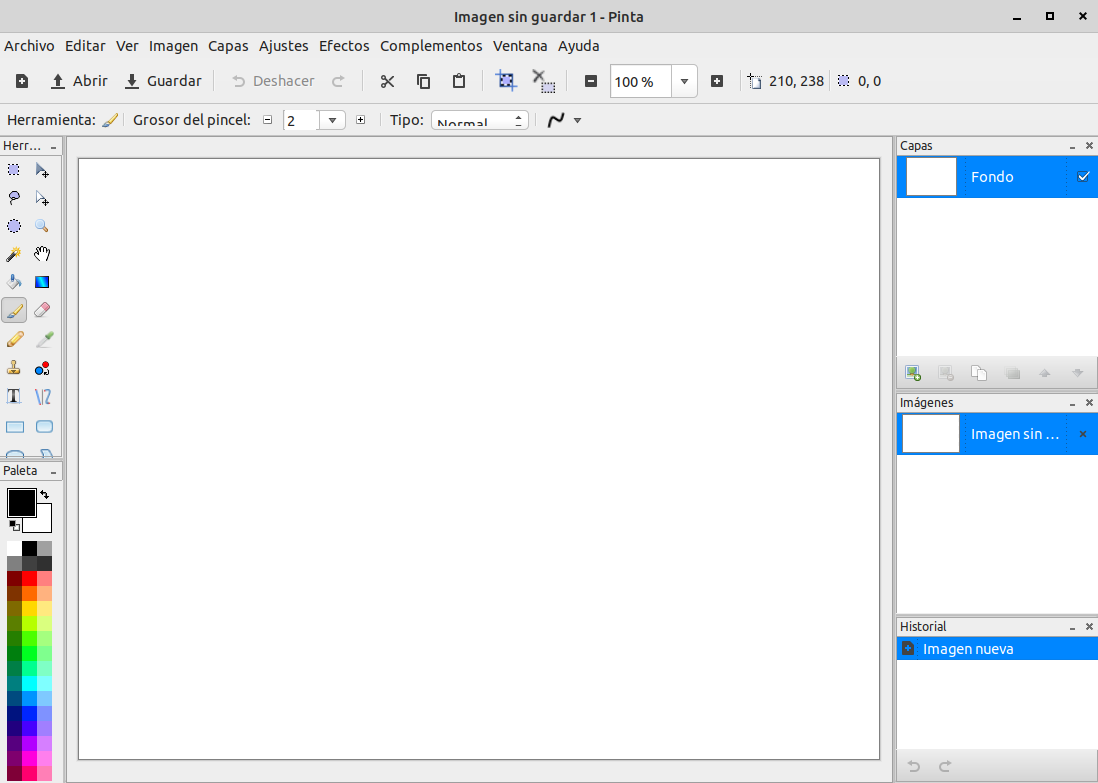 Imagen sin guardar 1 - Pinta
Archivo Editar Ver Imagen Capas Ajustes Efectos Complementos Ventana Ayuda
Abrir Guardar Deshacer 100 % 210, 238 0, 0
Herramienta: Grosor del pincel: 2 Tipo: Normal
Herr... Capas
Fondo
Imágenes
Imagen sin ...
Paleta
Historial
Imagen nueva